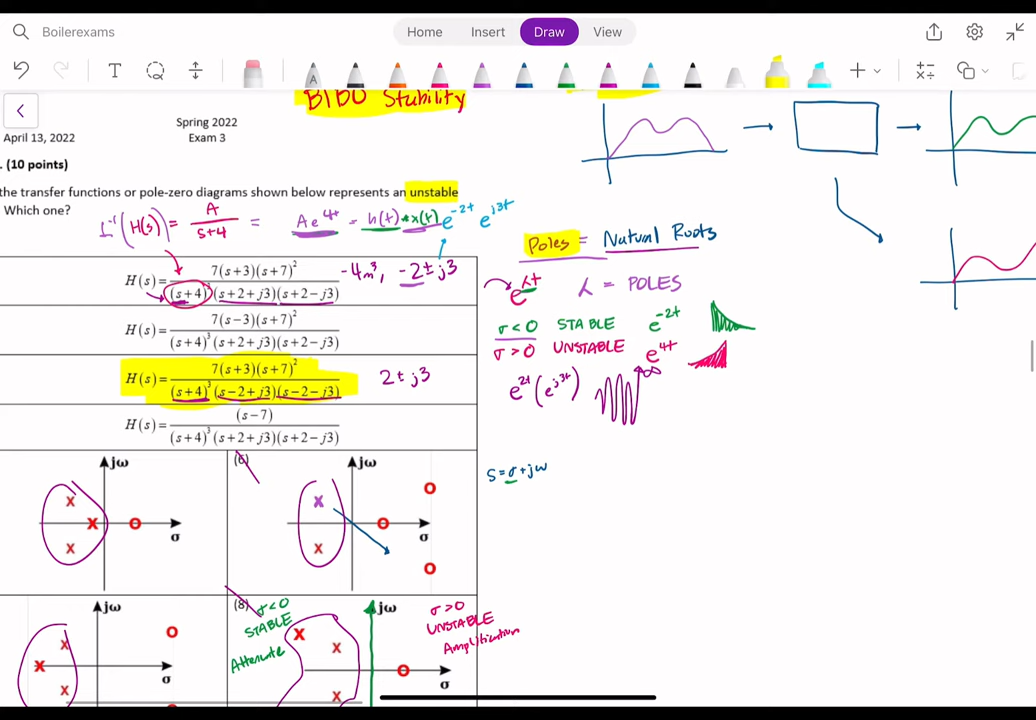 Boilerexams
Home Insert Draw View
BIBO Stability
April 13, 2022
Spring 2022
Exam 3
. (10 points)
the transfer functions or pole-zero diagrams shown below represents an unstable
Which one?
L⁻¹(H(s)) = A/(s+4) = Ae^{4t} = h(t) * x(t) e^{-2t} e^{j3t}
H(s) = 7(s+3)(s+7)² / (s+4)³(s+2+j3)(s+2−j3)
-4m³, -2 ± j3
H(s) = 7(s−3)(s+7)² / (s+4)³(s+2+j3)(s+2−j3)
H(s) = 7(s+3)(s+7)² / (s+4)³(s−2+j3)(s−2−j3)
2 ± j3
H(s) = (s−7) / (s+4)³(s+2+j3)(s+2−j3)
Poles = Natural Roots
e^{λt} λ = POLES
σ < 0 STABLE e^{-2t}
σ > 0 UNSTABLE e^{4t}
e^{2t}(e^{j3t}) ∞
s = σ + jω
jω
σ
(6)
jω
σ
jω
σ
(8)
σ < 0
STABLE
Attenuate
jω
σ
σ > 0
UNSTABLE
Amplification